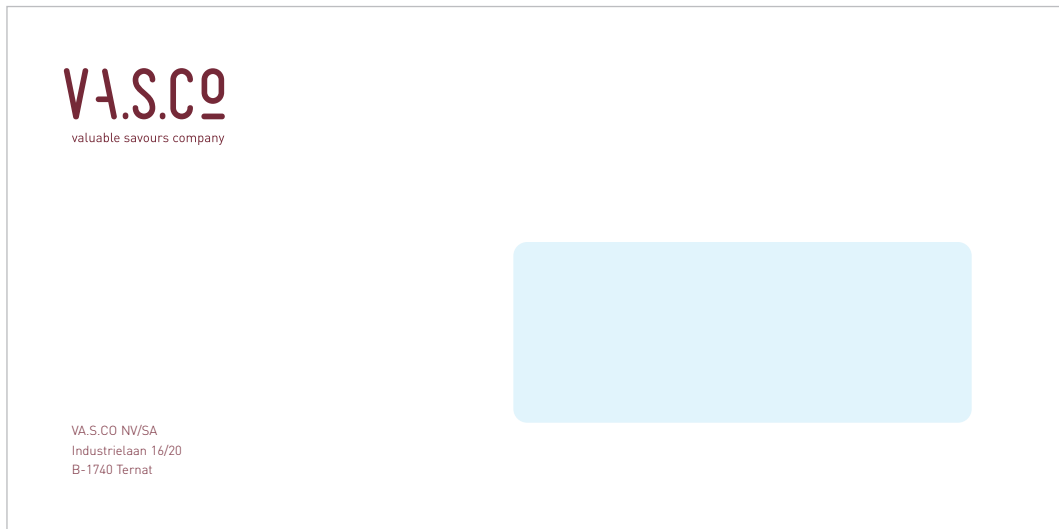 VA.S.CO
valuable savours company
VA.S.CO NV/SA
Industrielaan 16/20
B-1740 Ternat